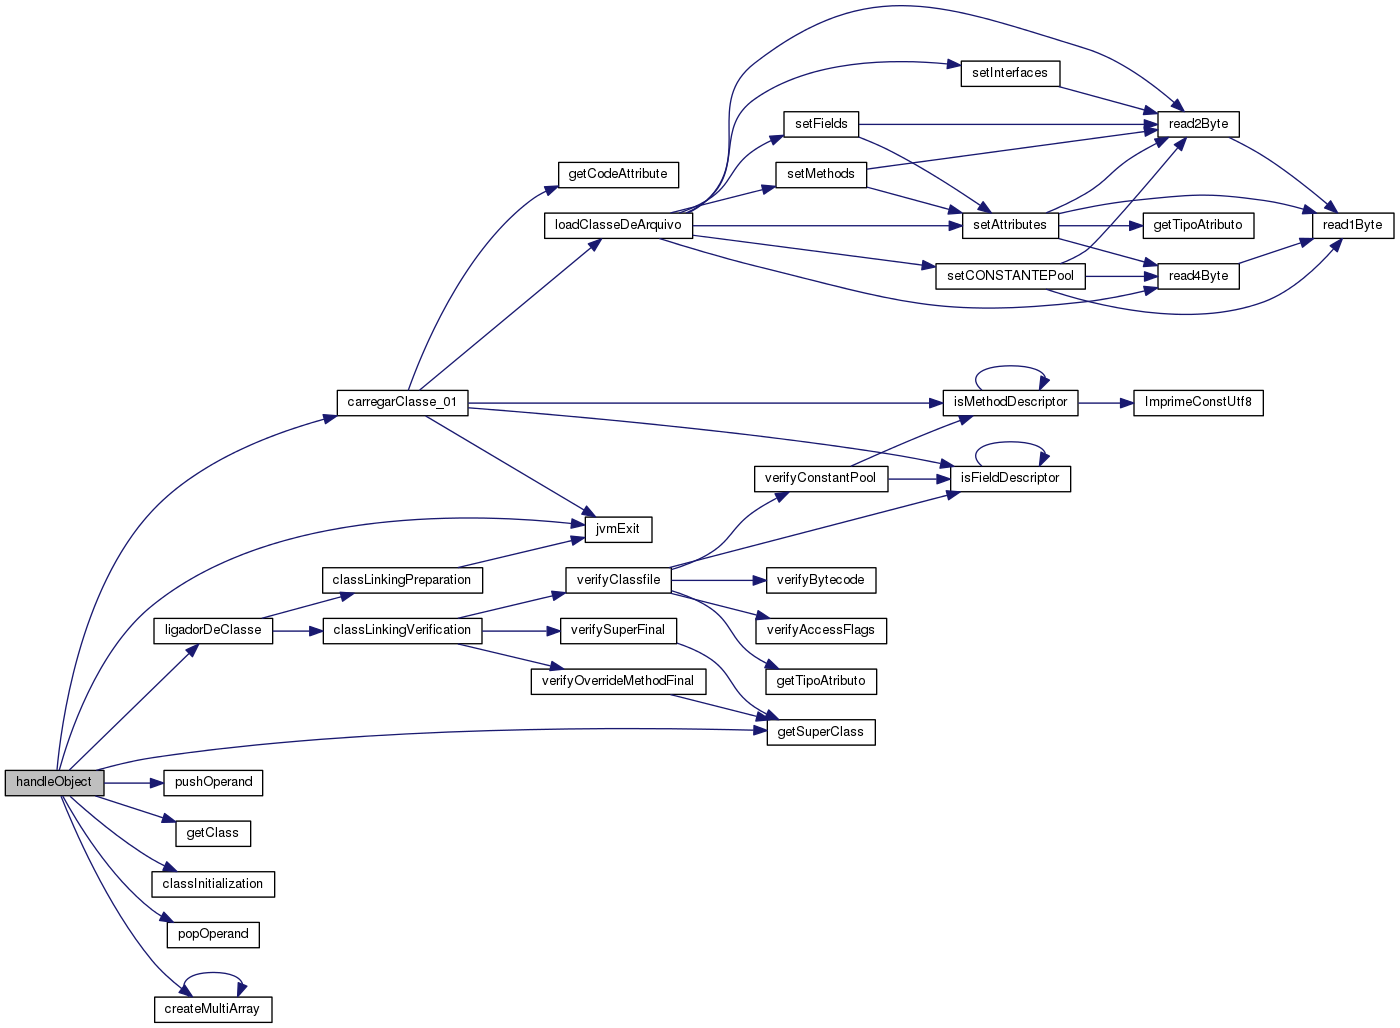 setInterfaces
setFields
read2Byte
getCodeAttribute
setMethods
loadClasseDeArquivo
setAttributes
getTipoAtributo
read1Byte
setCONSTANTEPool
read4Byte
carregarClasse_01
isMethodDescriptor
ImprimeConstUtf8
verifyConstantPool
isFieldDescriptor
jvmExit
classLinkingPreparation
verifyClassfile
verifyBytecode
ligadorDeClasse
classLinkingVerification
verifySuperFinal
verifyAccessFlags
verifyOverrideMethodFinal
getTipoAtributo
getSuperClass
handleObject
pushOperand
getClass
classInitialization
popOperand
createMultiArray